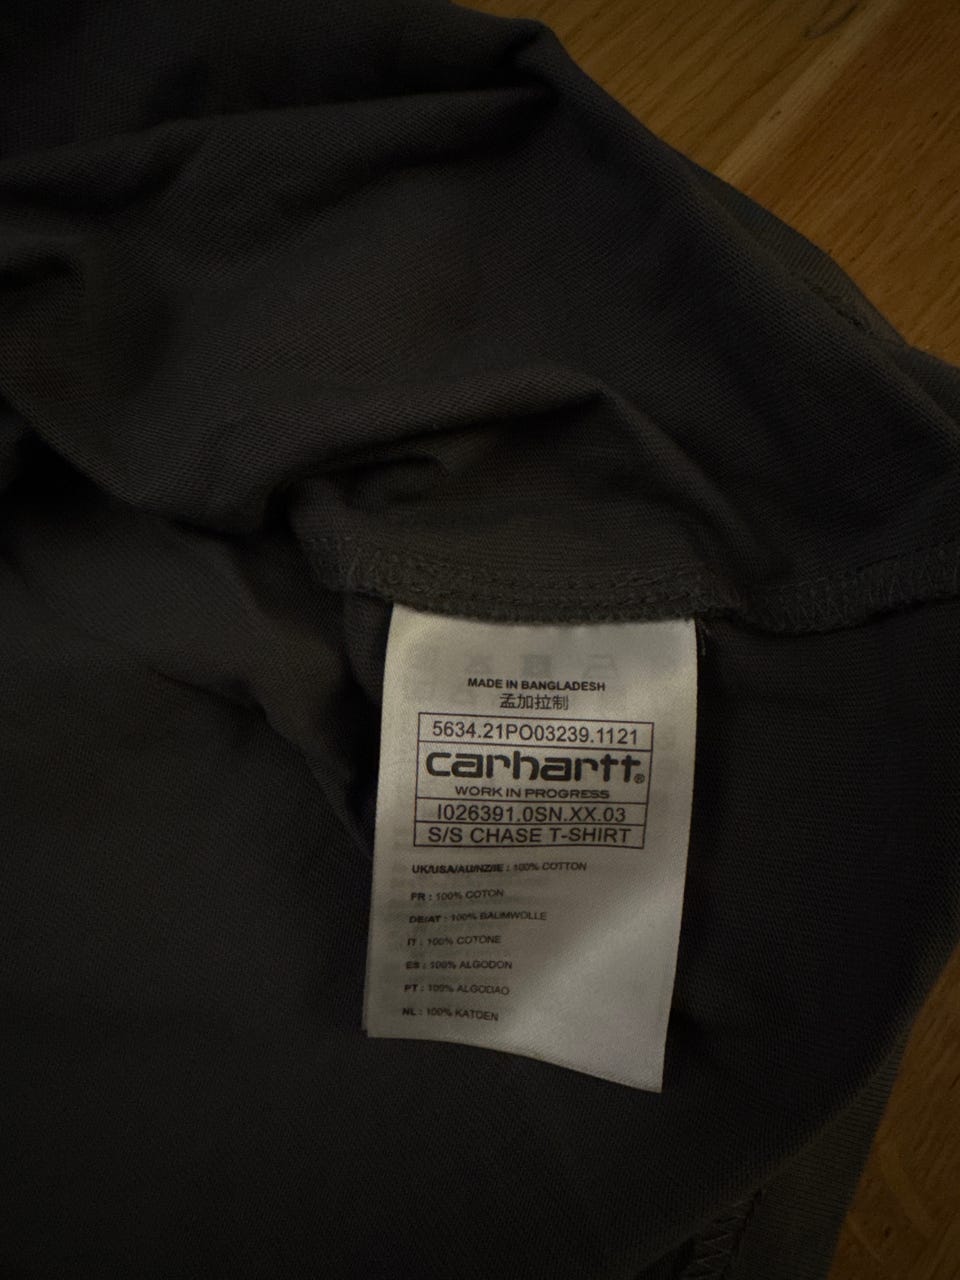 MADE IN BANGLADESH
孟加拉制
5634.21PO03239.1121
carhartt®
WORK IN PROGRESS
I026391.0SN.XX.03
S/S CHASE T-SHIRT
UK/USA/AU/NZ/IE : 100% COTTON
FR : 100% COTON
DE/AT : 100% BAUMWOLLE
IT : 100% COTONE
ES : 100% ALGODON
PT : 100% ALGODAO
NL : 100% KATOEN